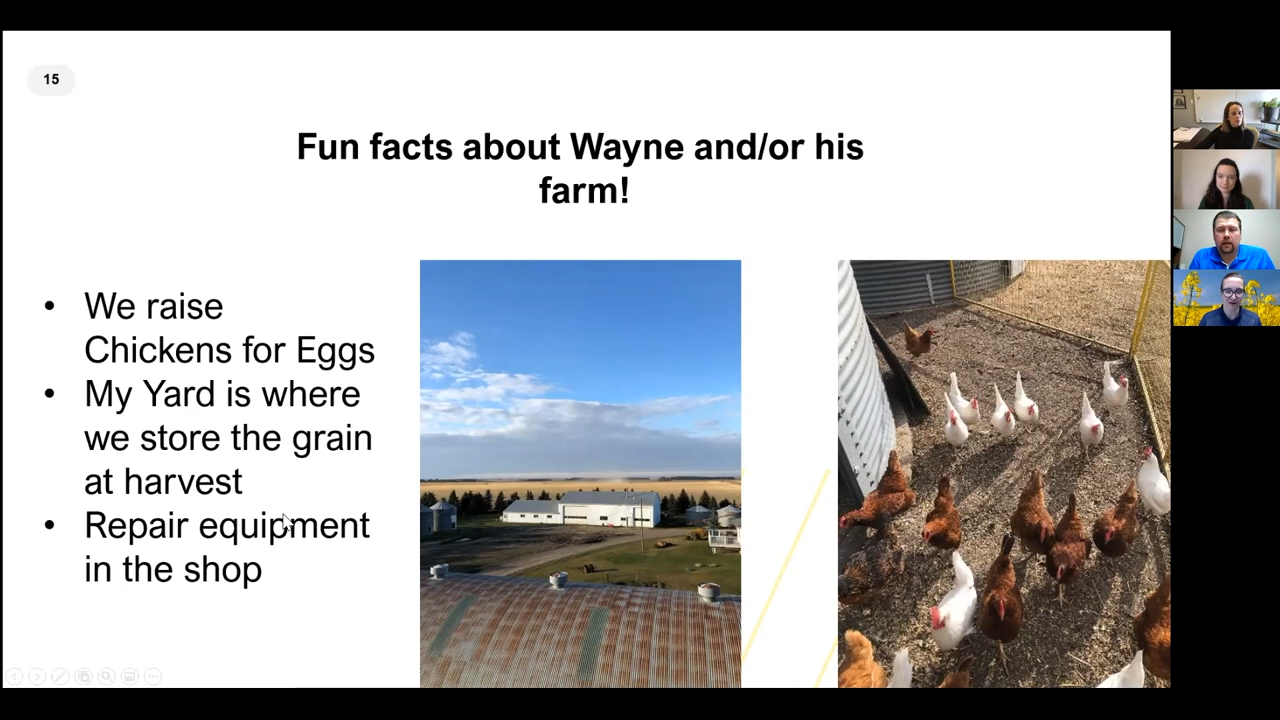 15
Fun facts about Wayne and/or his
farm!
• We raise
Chickens for Eggs
• My Yard is where
we store the grain
at harvest
• Repair equipment
in the shop